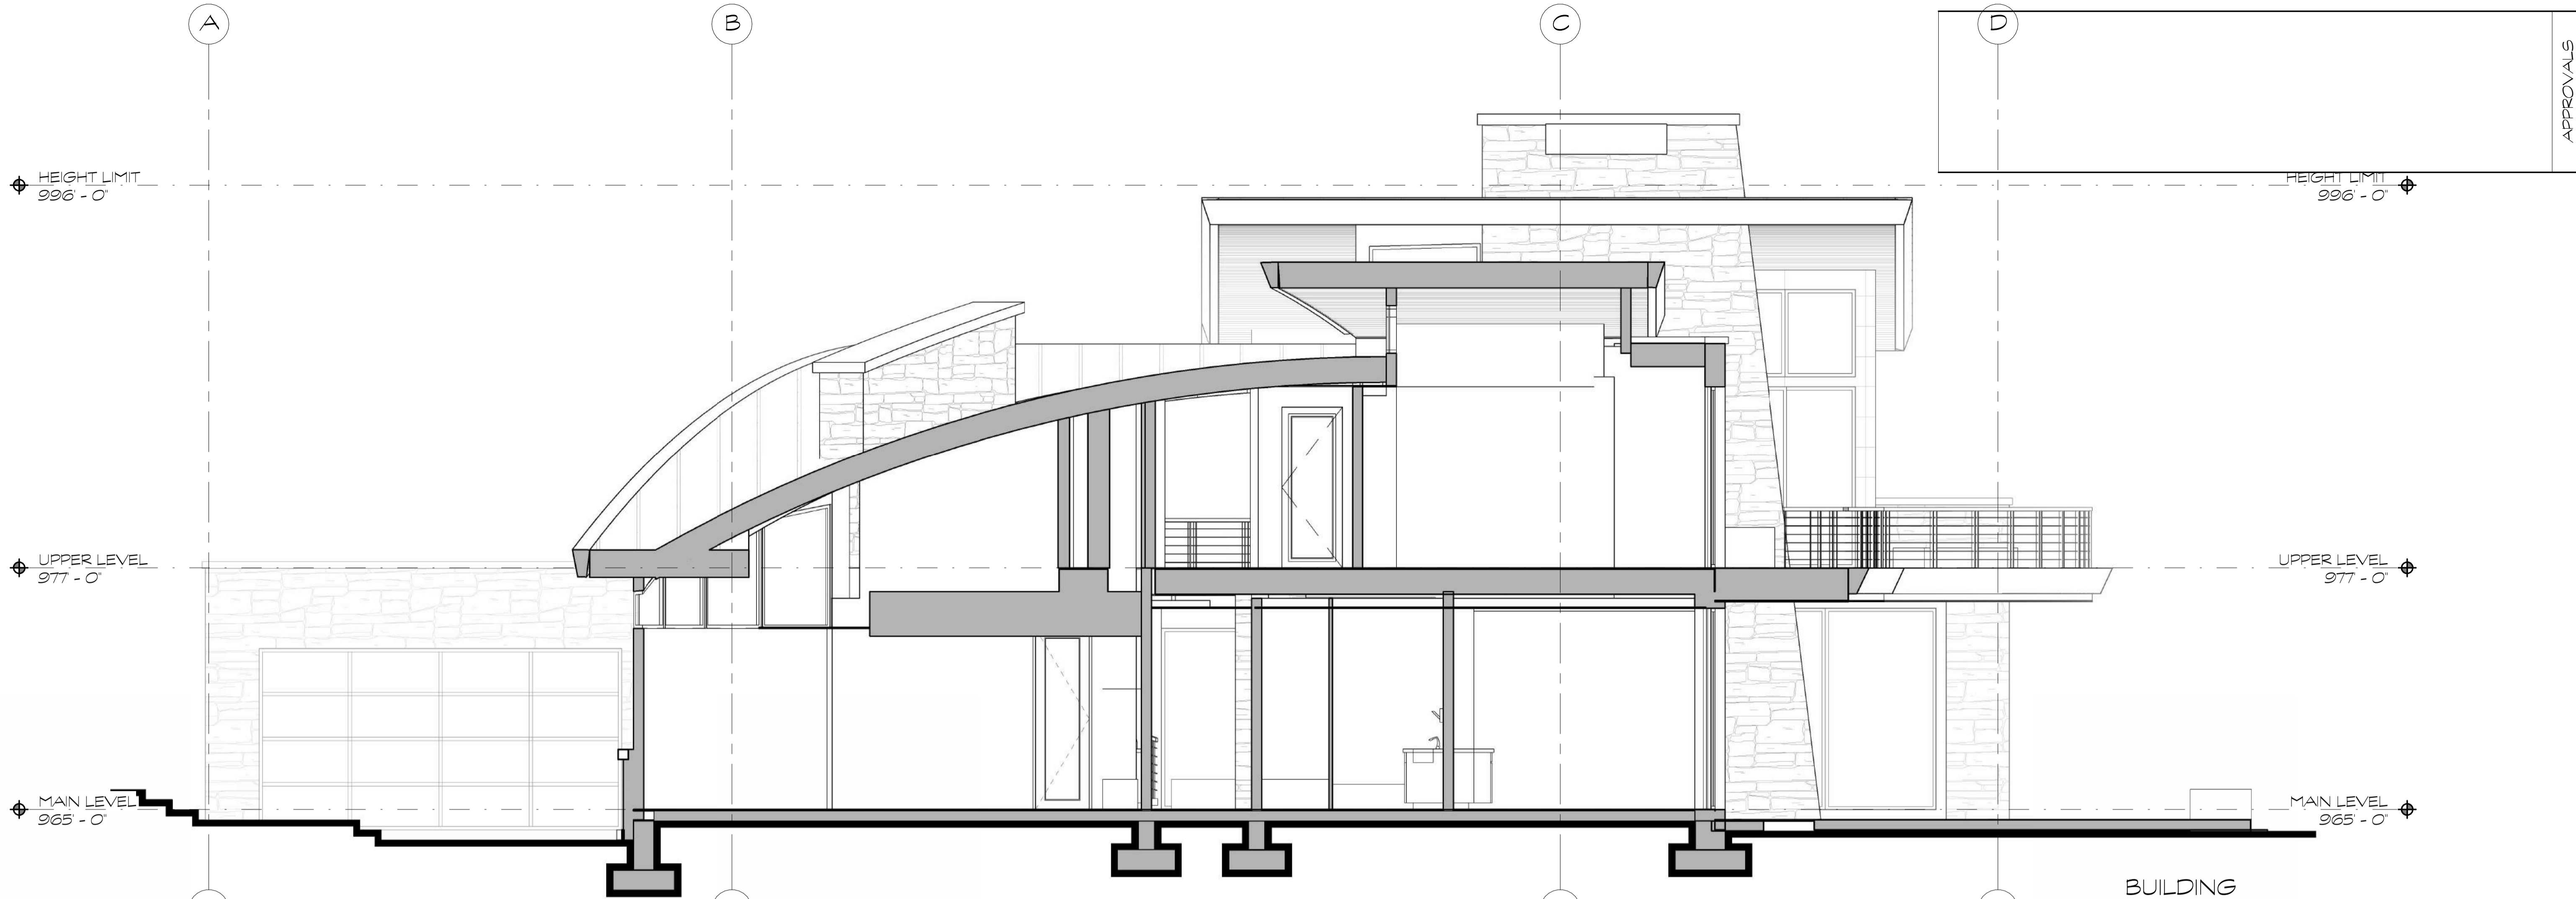 A
B
C
D
APPROVALS
HEIGHT LIMIT
996' - 0"
HEIGHT LIMIT
996' - 0"
UPPER LEVEL
977' - 0"
UPPER LEVEL
977' - 0"
MAIN LEVEL
965' - 0"
MAIN LEVEL
965' - 0"
BUILDING